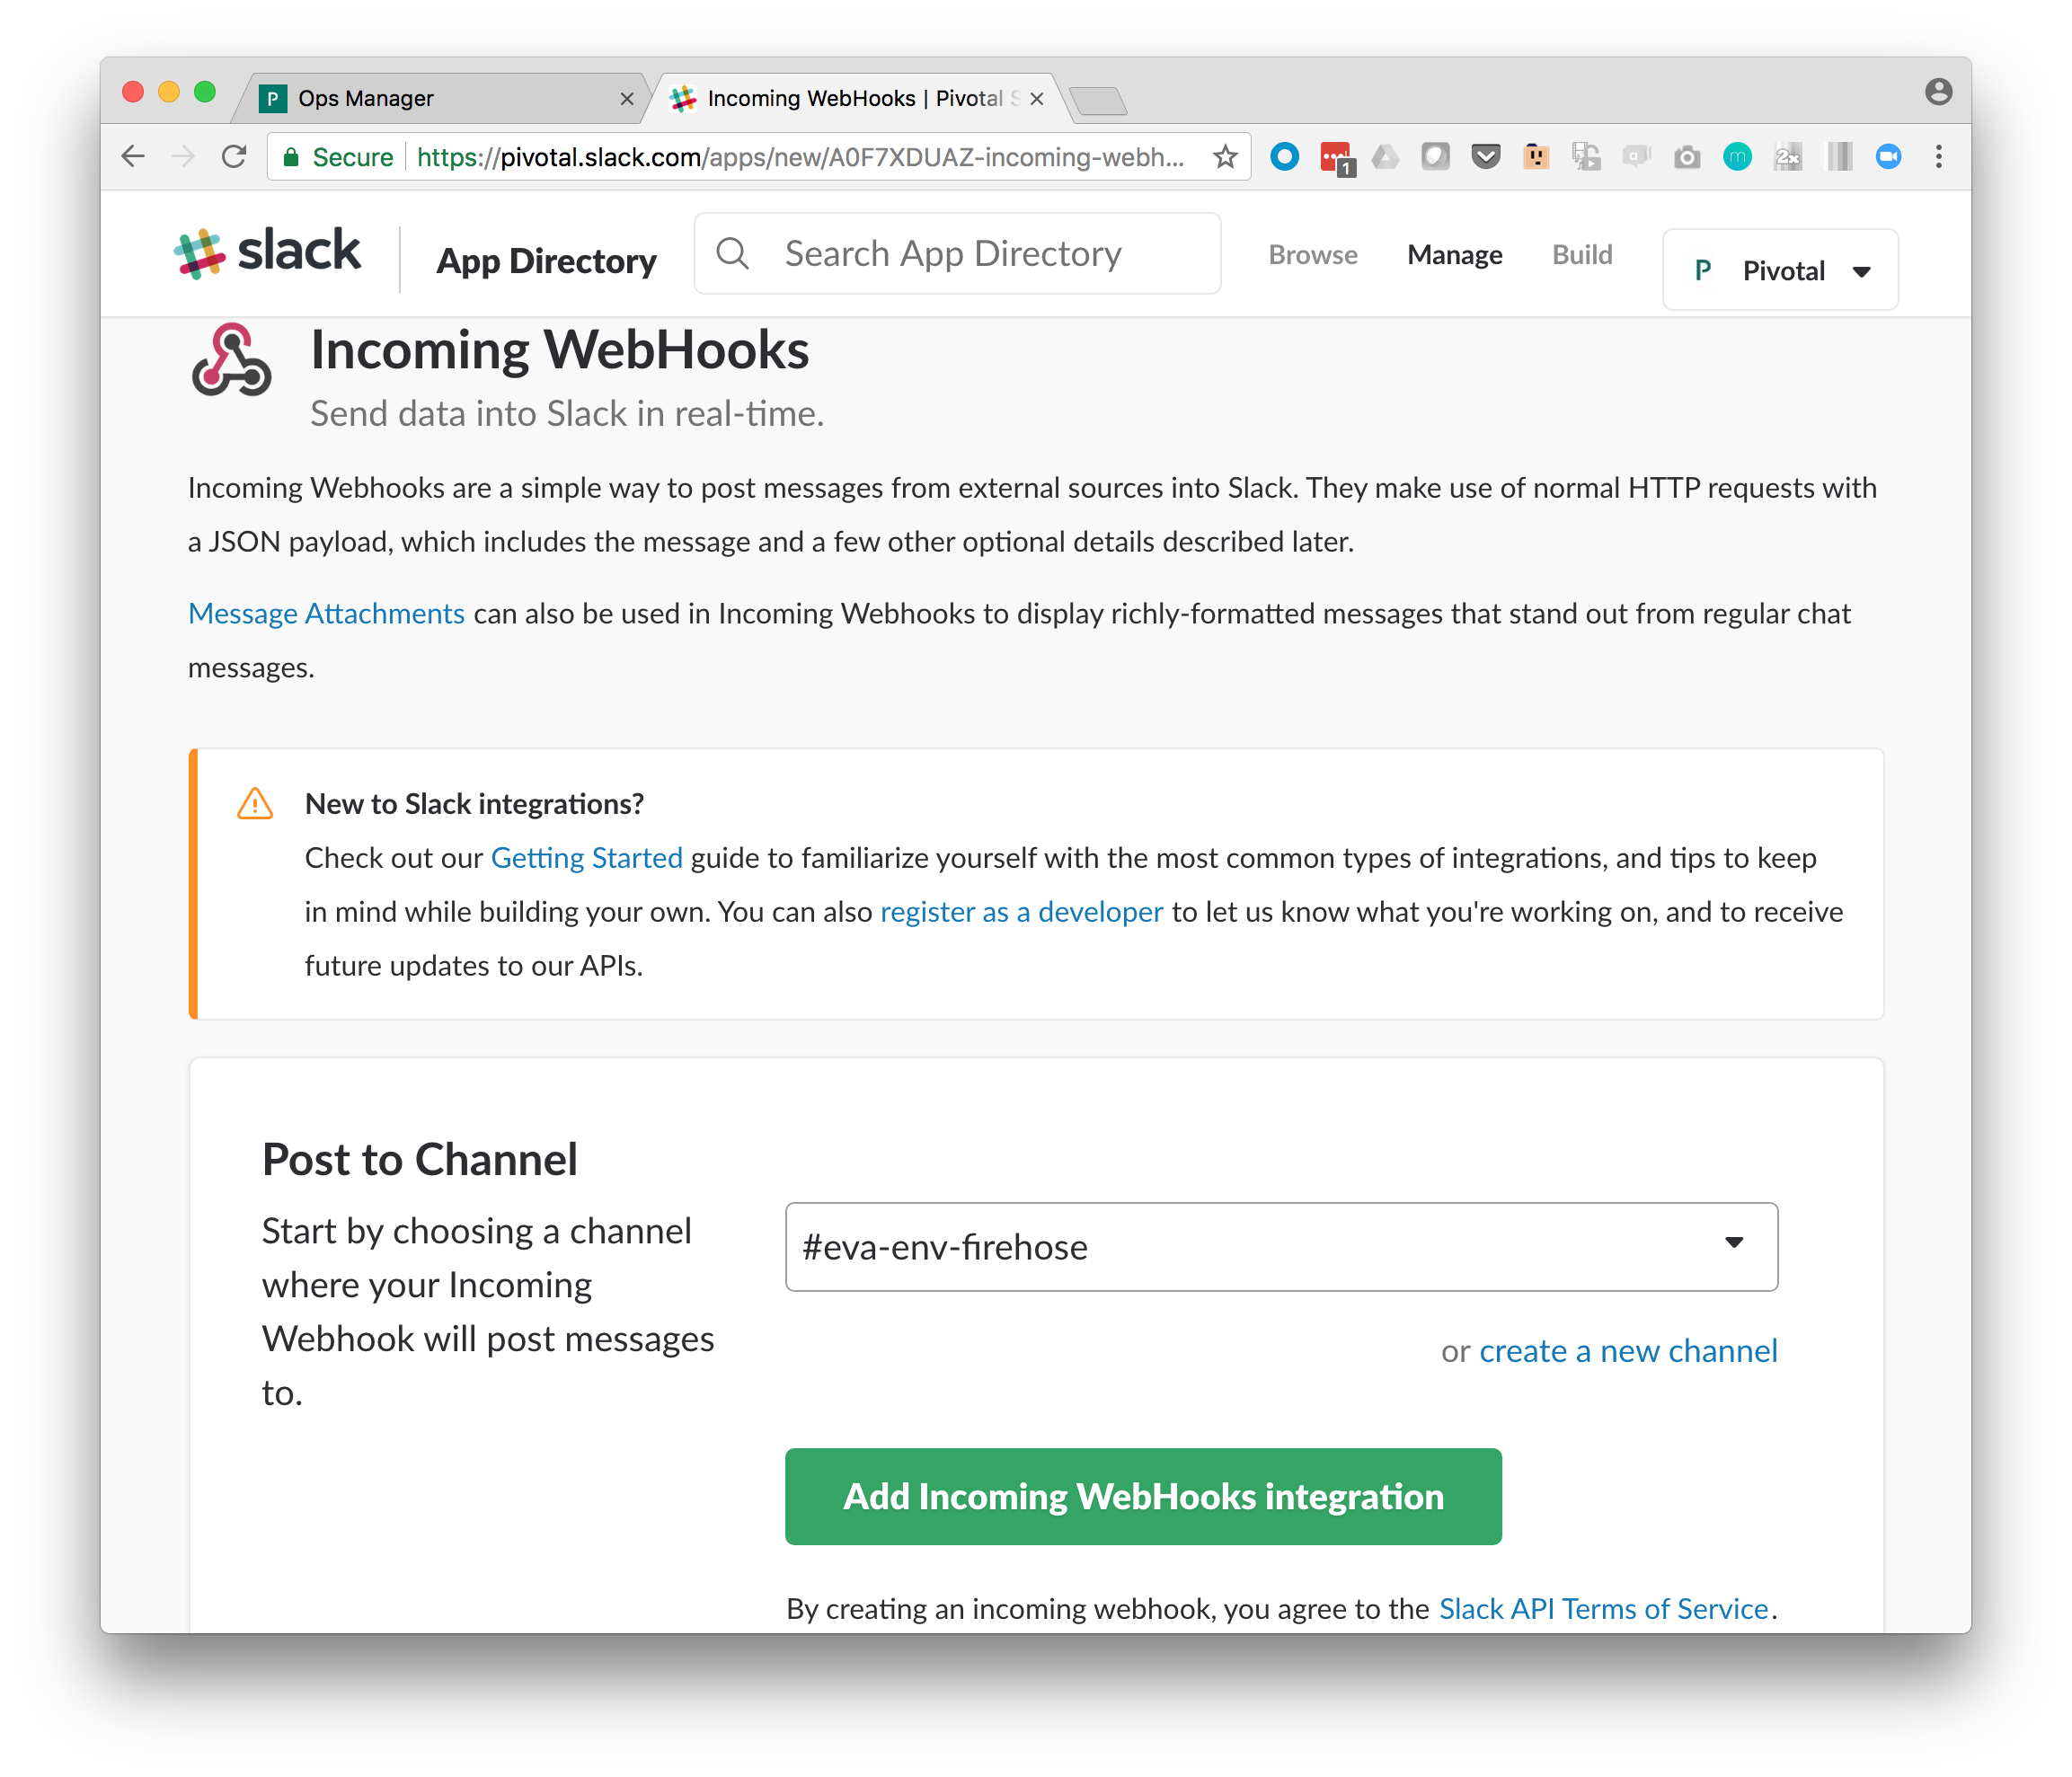 Ops Manager
Incoming WebHooks | Pivotal S
Secure
https://pivotal.slack.com/apps/new/A0F7XDUAZ-incoming-webh...
1
m
2x
slack
App Directory
Search App Directory
Browse
Manage
Build
P Pivotal
Incoming WebHooks
Send data into Slack in real-time.
Incoming Webhooks are a simple way to post messages from external sources into Slack. They make use of normal HTTP requests with
a JSON payload, which includes the message and a few other optional details described later.
Message Attachments can also be used in Incoming Webhooks to display richly-formatted messages that stand out from regular chat
messages.
New to Slack integrations?
Check out our Getting Started guide to familiarize yourself with the most common types of integrations, and tips to keep
in mind while building your own. You can also register as a developer to let us know what you're working on, and to receive
future updates to our APIs.
Post to Channel
Start by choosing a channel
where your Incoming
Webhook will post messages
to.
#eva-env-firehose
or create a new channel
Add Incoming WebHooks integration
By creating an incoming webhook, you agree to the Slack API Terms of Service.